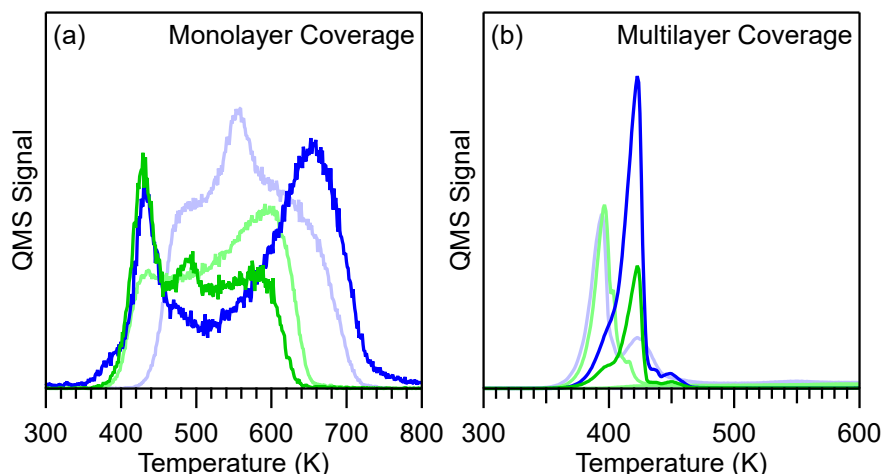 (a) Monolayer Coverage
QMS Signal
300 400 500 600 700 800
Temperature (K)
(b) Multilayer Coverage
QMS Signal
300 400 500 600
Temperature (K)